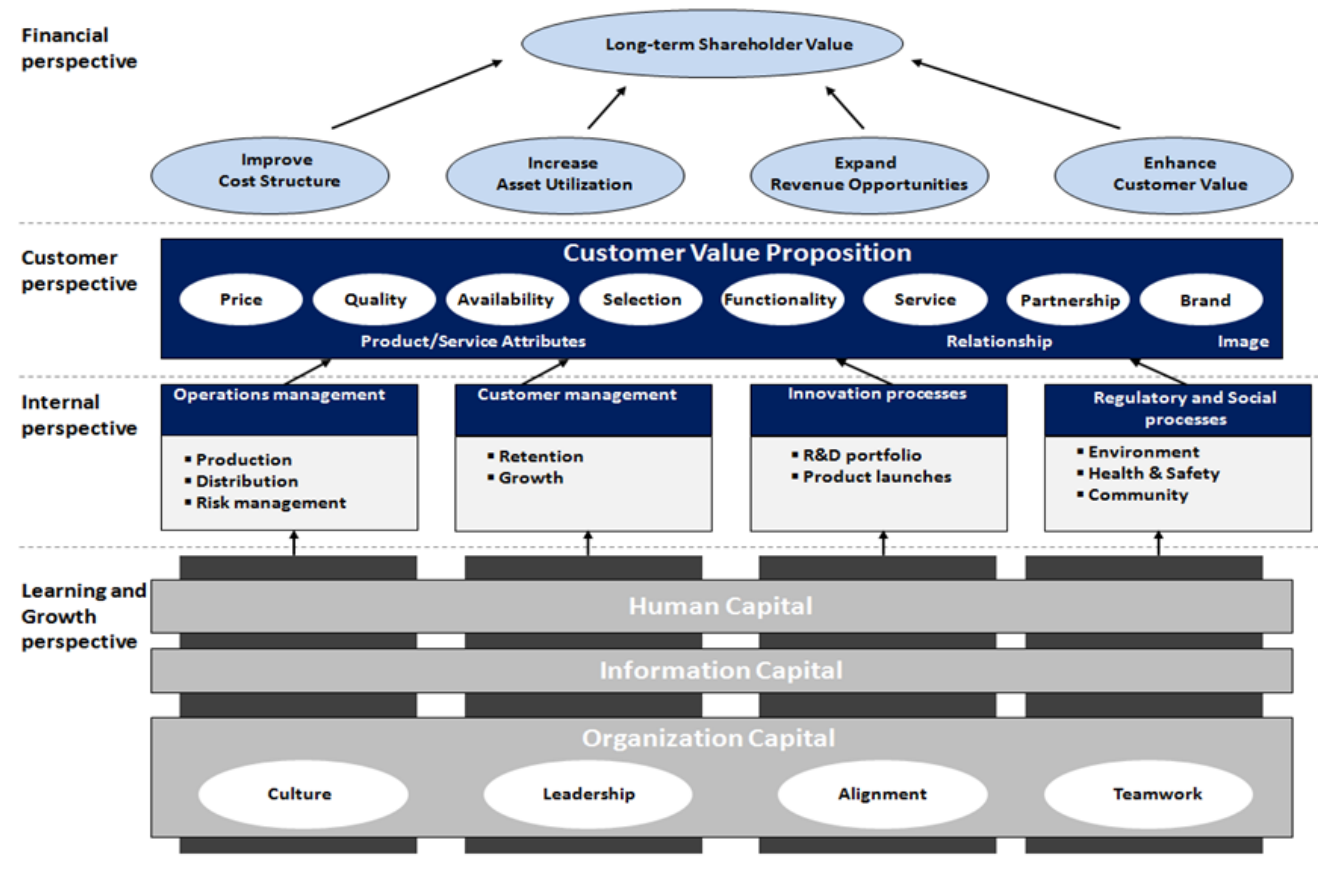 Financial
perspective
Long-term Shareholder Value
Improve
Cost Structure
Increase
Asset Utilization
Expand
Revenue Opportunities
Enhance
Customer Value
Customer
perspective
Customer Value Proposition
Price
Quality
Availability
Selection
Functionality
Service
Partnership
Brand
Product/Service Attributes
Relationship
Image
Internal
perspective
Operations management
▪ Production
▪ Distribution
▪ Risk management
Customer management
▪ Retention
▪ Growth
Innovation processes
▪ R&D portfolio
▪ Product launches
Regulatory and Social
processes
▪ Environment
▪ Health & Safety
▪ Community
Learning and
Growth
perspective
Human Capital
Information Capital
Organization Capital
Culture
Leadership
Alignment
Teamwork